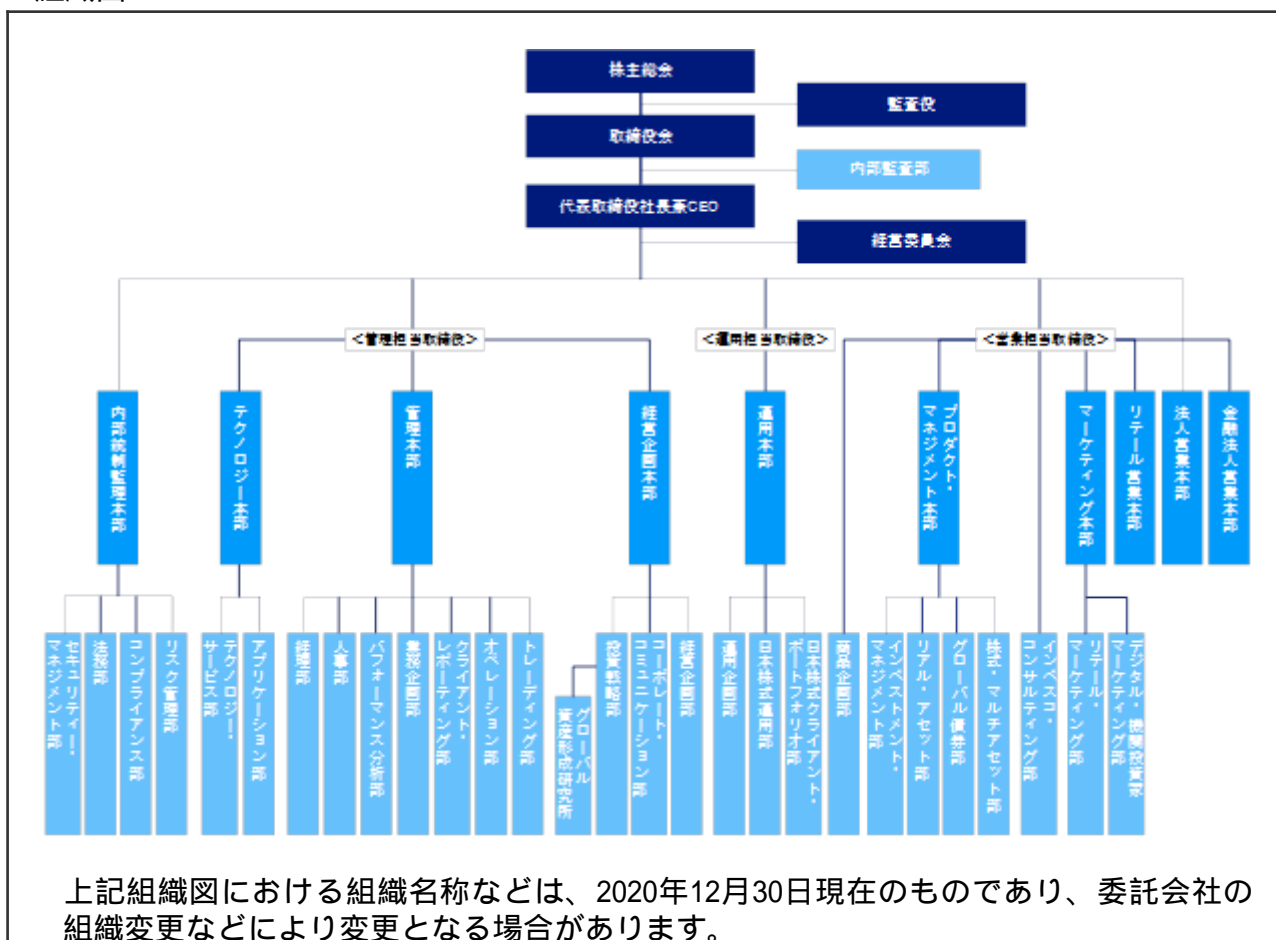 株主総会
監査役
取締役会
内部監査部
代表取締役社長兼CEO
経営委員会
<管理担当取締役>
<運用担当取締役>
<営業担当取締役>
内部統制監理本部
テクノロジー本部
管理本部
経営企画本部
運用本部
プロダクト・
マネジメント本部
マーケティング本部
リテール営業本部
法人営業本部
金融法人営業本部
セキュリティー・
マネジメント部
法務部
コンプライアンス部
リスク管理部
テクノロジー・
サービス部
アプリケーション部
経理部
人事部
パフォーマンス分析部
業務企画部
クライアント・
レポーティング部
オペレーション部
トレーディング部
グローバル
資産形成研究所
投資戦略部
コーポレート・
コミュニケーション部
経営企画部
運用企画部
日本株式運用部
日本株式クライアント・
ポートフォリオ部
商品企画部
インベストメント・
マネジメント部
リアル・アセット部
グローバル債券部
株式・マルチアセット部
インベスコ・
コンサルティング部
リテール・
マーケティング部
デジタル・機関投資家
マーケティング部
上記組織図における組織名称などは、2020年12月30日現在のものであり、委託会社の
組織変更などにより変更となる場合があります。